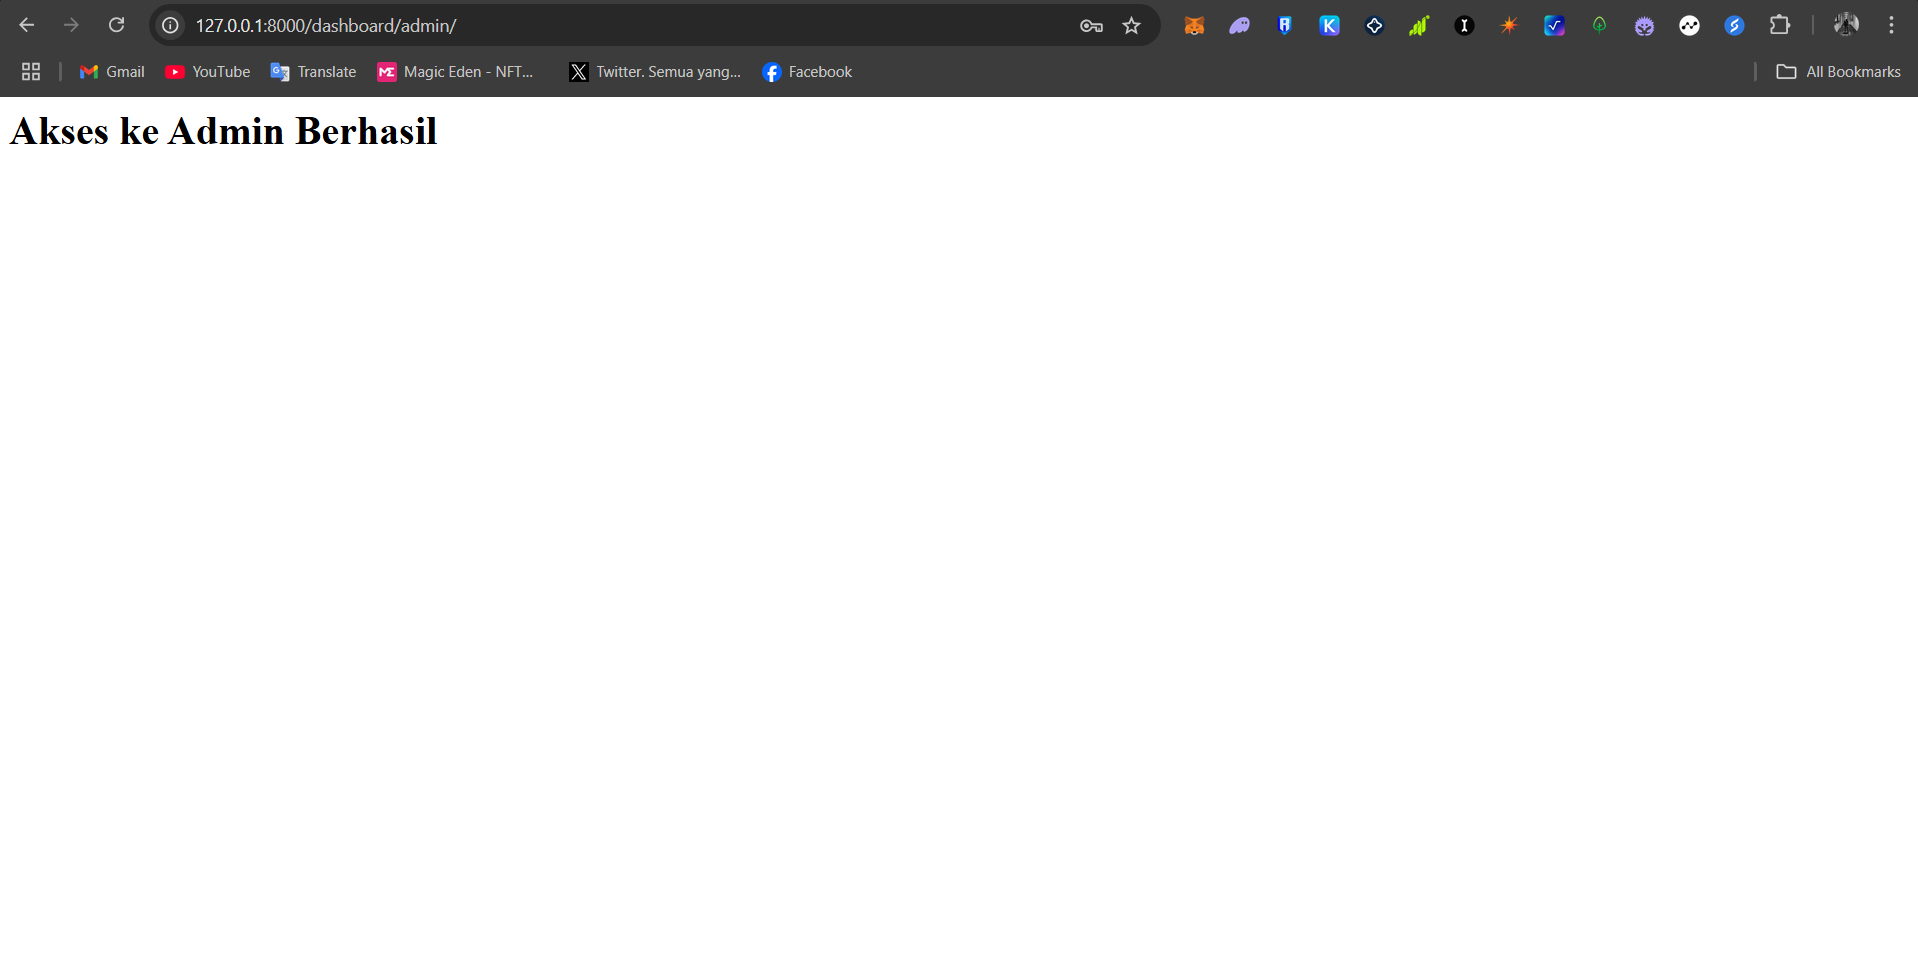 127.0.0.1:8000/dashboard/admin/
Gmail YouTube Translate Magic Eden - NFT... Twitter. Semua yang... Facebook All Bookmarks
Akses ke Admin Berhasil